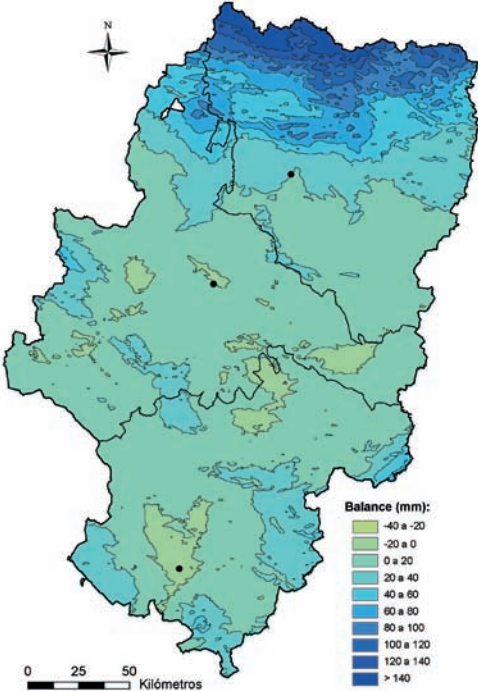 N
Balance (mm):
-40 a -20
-20 a 0
0 a 20
20 a 40
40 a 60
60 a 80
80 a 100
100 a 120
120 a 140
> 140
0 25 50
Kilómetros